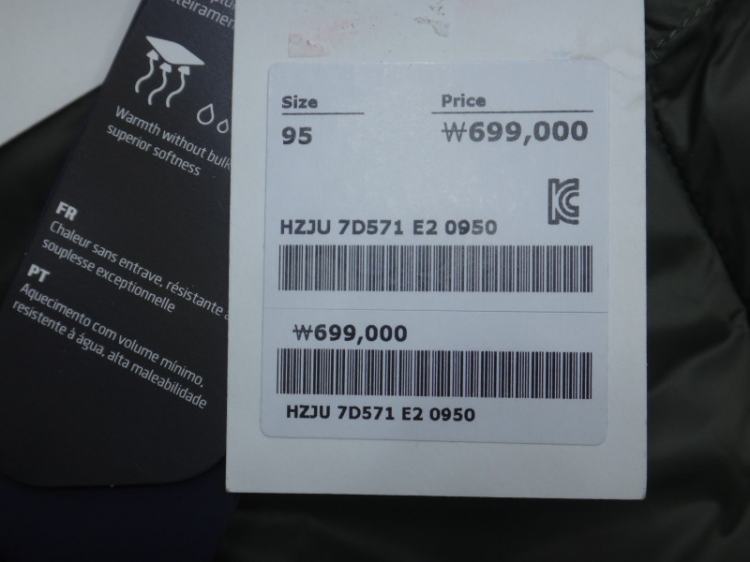 Warmth without bulk
superior softness
FR
Chaleur sans entrave, résistante
souplesse exceptionnelle
PT
Aquecimento com volume mínimo,
resistente à água, alta maleabilidade
Size
Price
95
₩699,000
HZJU 7D571 E2 0950
₩699,000
HZJU 7D571 E2 0950